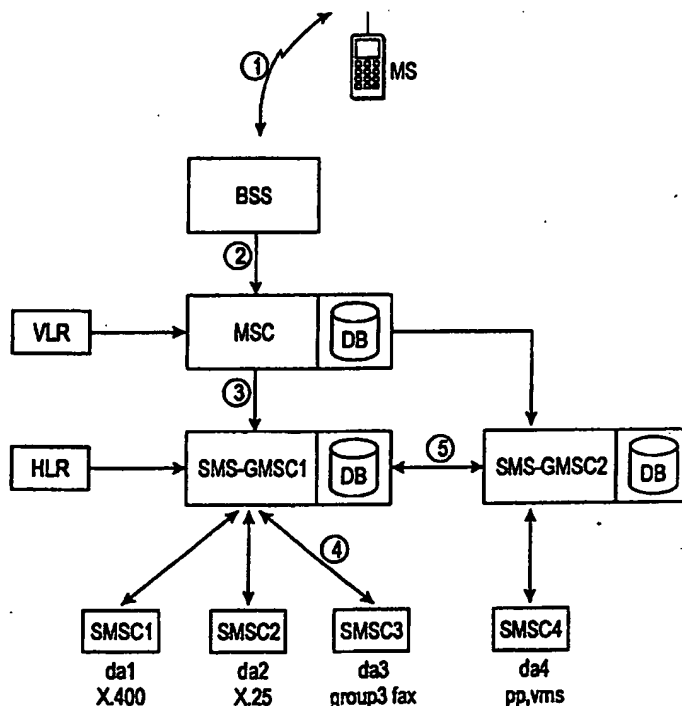 1
MS
BSS
2
VLR
MSC
DB
3
HLR
SMS-GMSC1
DB
5
SMS-GMSC2
DB
4
SMSC1
SMSC2
SMSC3
SMSC4
da1
da2
da3
da4
X.400
X.25
group3 fax
pp,vms